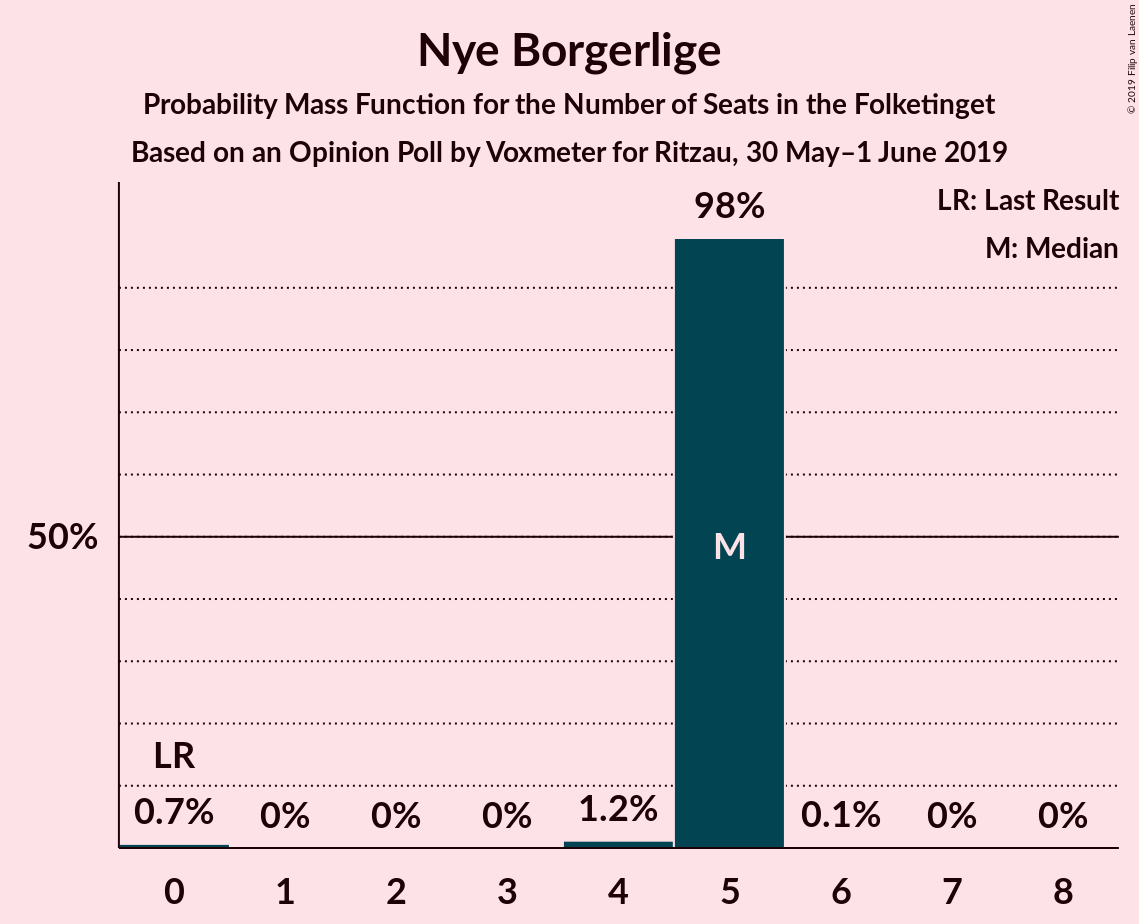 Nye Borgerlige
Probability Mass Function for the Number of Seats in the Folketinget
Based on an Opinion Poll by Voxmeter for Ritzau, 30 May–1 June 2019
© 2019 Filip van Laenen
LR: Last Result
M: Median
98%
50%
M
LR
0.7%
0%
0%
0%
1.2%
0.1%
0%
0%
0
1
2
3
4
5
6
7
8